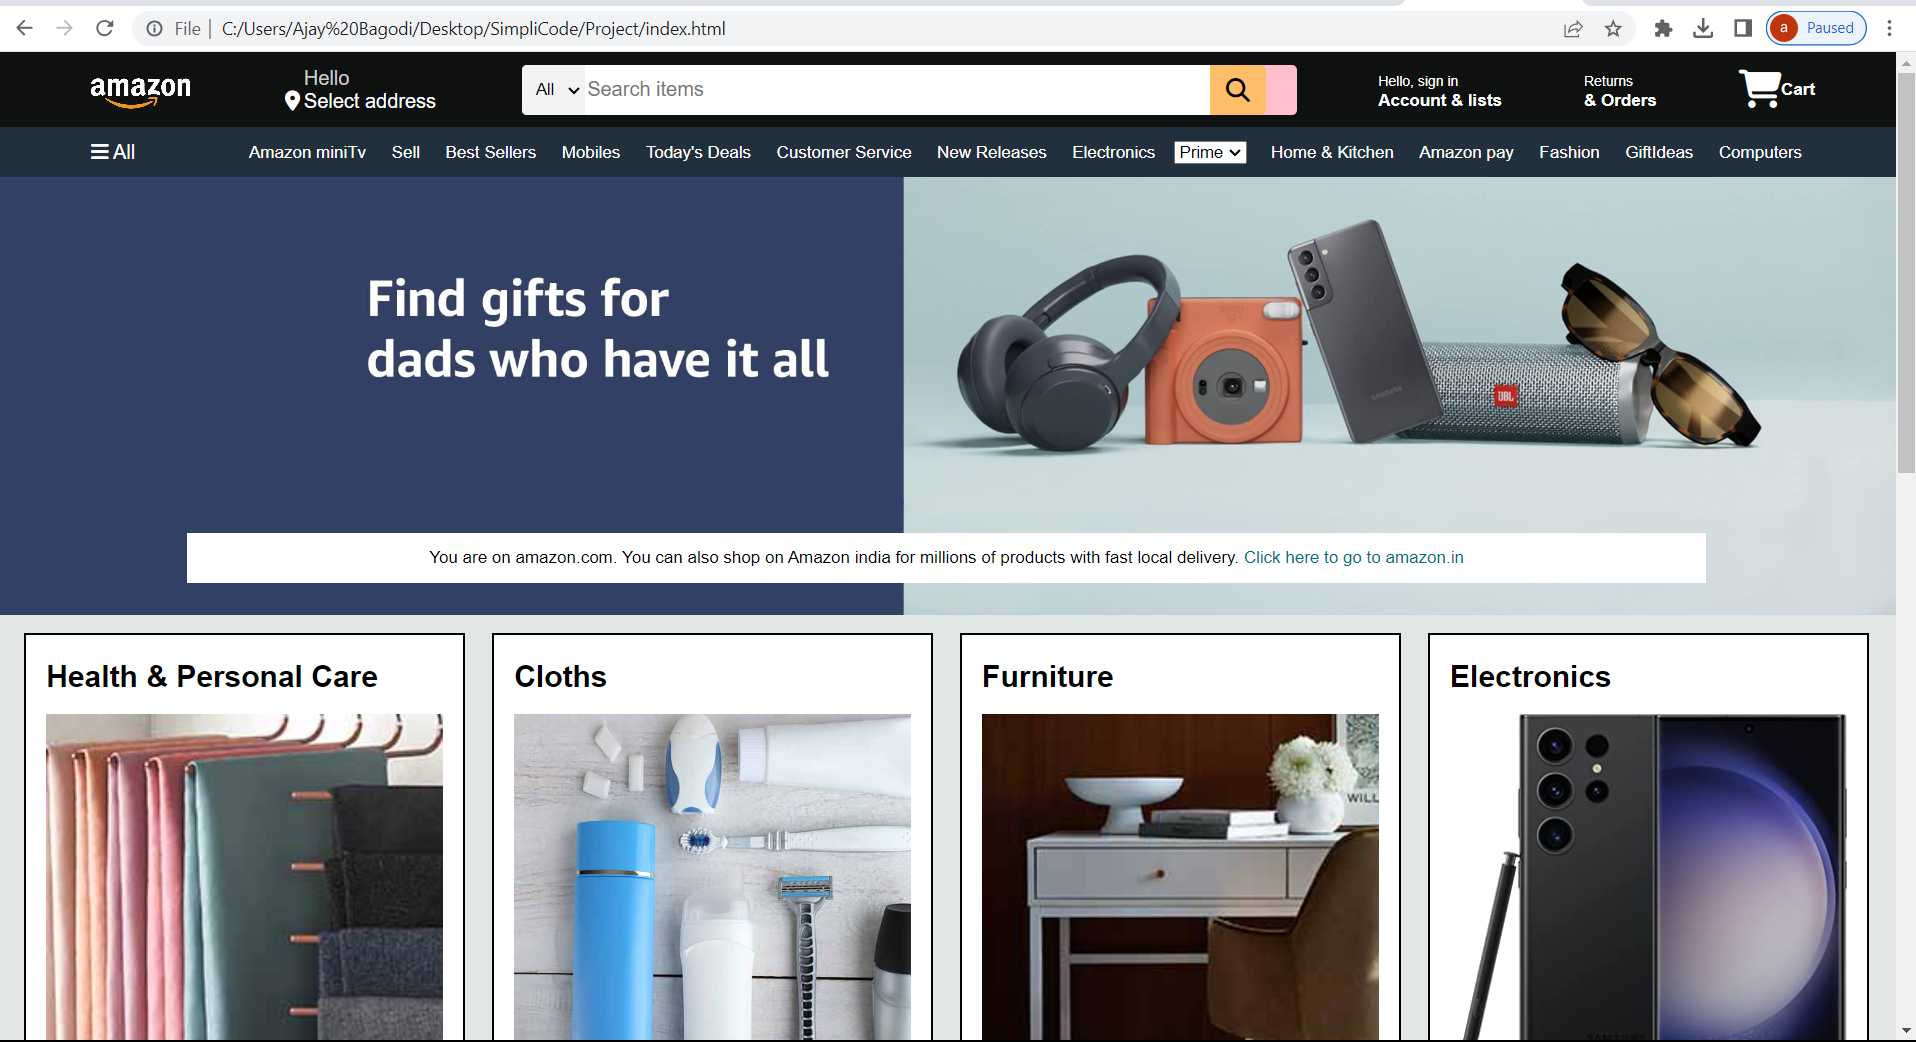 File | C:/Users/Ajay%20Bagodi/Desktop/SimpliCode/Project/index.html
a Paused
amazon
Hello
Select address
All
Search items
Hello, sign in
Account & lists
Returns
& Orders
Cart
All
Amazon miniTv Sell Best Sellers Mobiles Today's Deals Customer Service New Releases Electronics Prime Home & Kitchen Amazon pay Fashion GiftIdeas Computers
Find gifts for
dads who have it all
SAMSUNG
JBL
You are on amazon.com. You can also shop on Amazon india for millions of products with fast local delivery. Click here to go to amazon.in
Health & Personal Care
Cloths
Furniture
Electronics
WILL